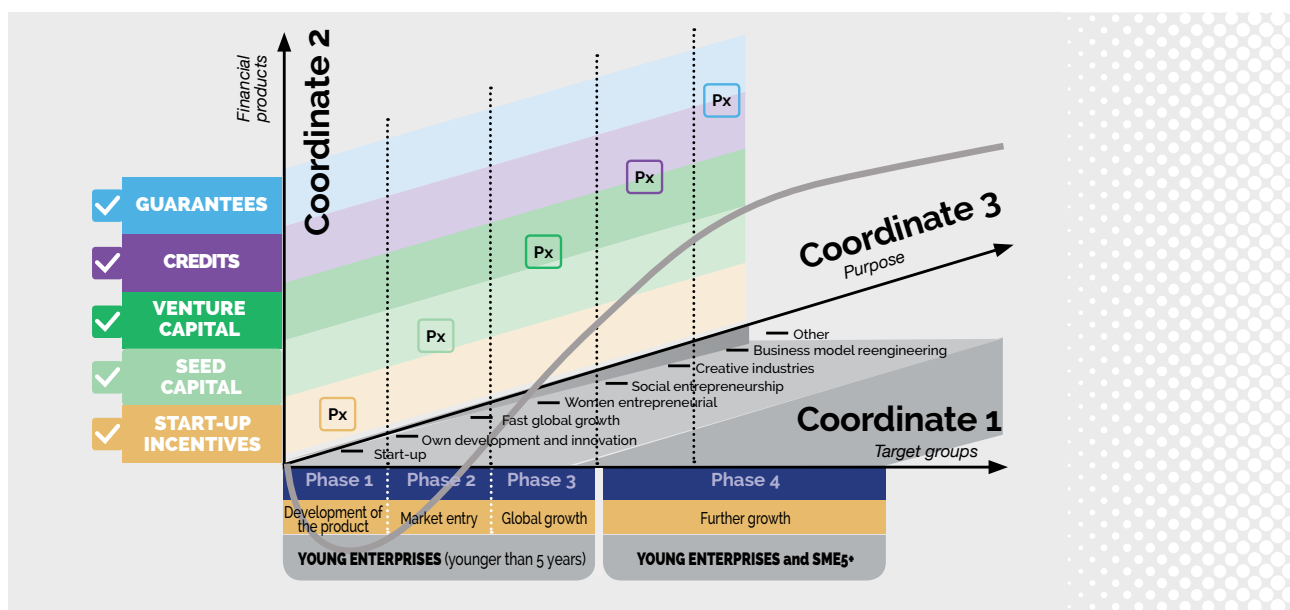 Financial
products
Coordinate 2
GUARANTEES
CREDITS
VENTURE
CAPITAL
SEED
CAPITAL
START-UP
INCENTIVES
Px
Px
Px
Px
Px
Coordinate 3
Purpose
Other
Business model reengineering
Creative industries
Social entrepreneurship
Women entrepreneurial
Fast global growth
Own development and innovation
Start-up
Coordinate 1
Target groups
Phase 1
Phase 2
Phase 3
Phase 4
Development of
the product
Market entry
Global growth
Further growth
YOUNG ENTERPRISES (younger than 5 years)
YOUNG ENTERPRISES and SME5+